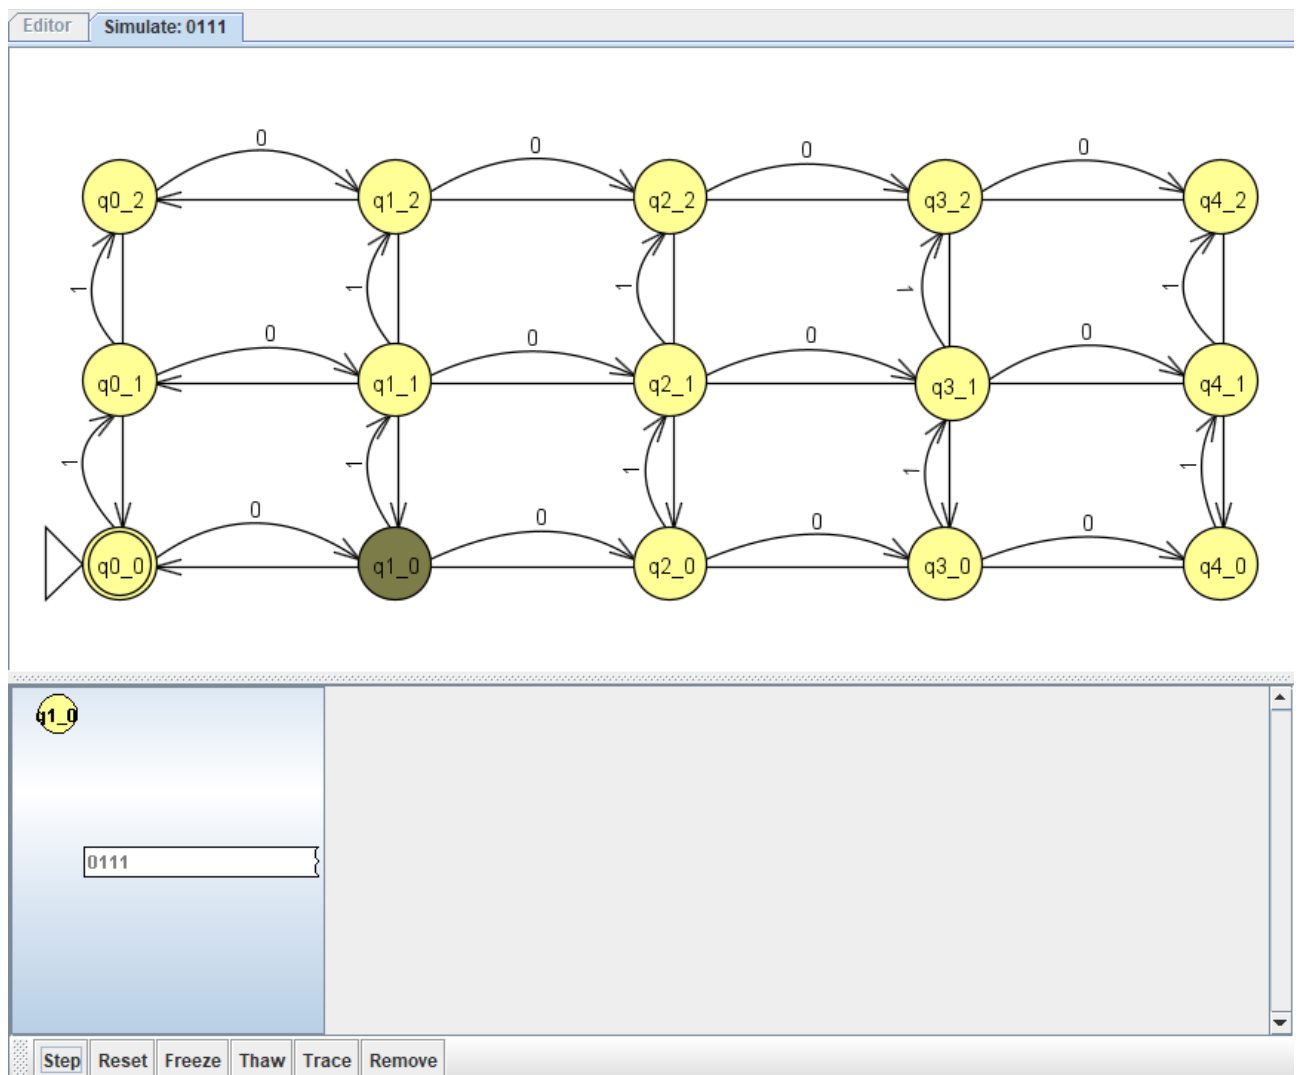 Editor Simulate: 0111
0 0 0 0
q0_2 q1_2 q2_2 q3_2 q4_2
1 1 1 1 1
0 0 0 0
q0_1 q1_1 q2_1 q3_1 q4_1
1 1 1 1 1
0 0 0 0
q0_0 q1_0 q2_0 q3_0 q4_0
q1_0
0111
Step Reset Freeze Thaw Trace Remove